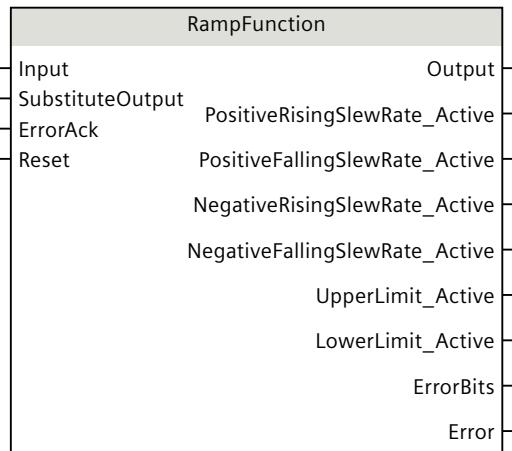 RampFunction
Input
Output
SubstituteOutput
PositiveRisingSlewRate_Active
ErrorAck
Reset
PositiveFallingSlewRate_Active
NegativeRisingSlewRate_Active
NegativeFallingSlewRate_Active
UpperLimit_Active
LowerLimit_Active
ErrorBits
Error